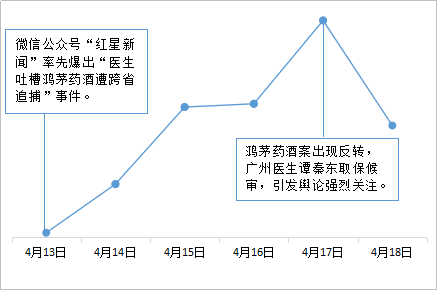 微信公众号“红星新
闻”率先爆出“医生
吐槽鸿茅药酒遭跨省
追捕”事件。
鸿茅药酒案出现反转，
广州医生谭秦东取保候
审，引发舆论强烈关注。
4月13日
4月14日
4月15日
4月16日
4月17日
4月18日